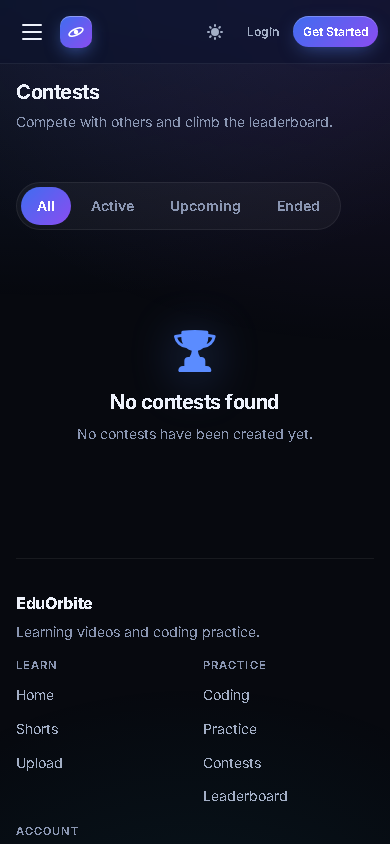 Login
Get Started
Contests
Compete with others and climb the leaderboard.
All
Active
Upcoming
Ended
No contests found
No contests have been created yet.
EduOrbite
Learning videos and coding practice.
LEARN
Home
Shorts
Upload
PRACTICE
Coding
Practice
Contests
Leaderboard
ACCOUNT